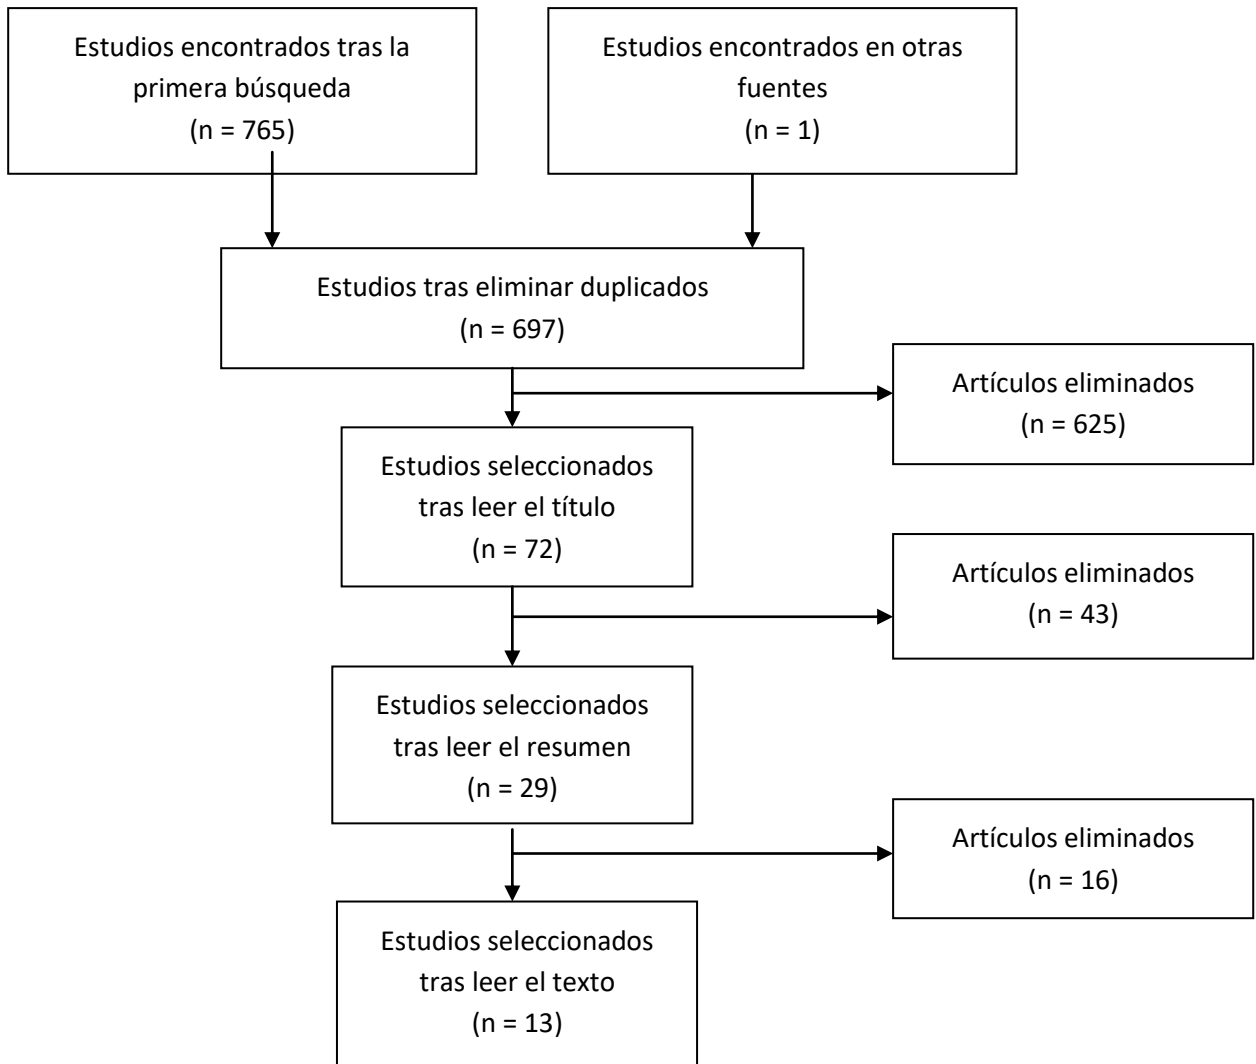 Estudios encontrados tras la
primera búsqueda
(n = 765)
Estudios encontrados en otras
fuentes
(n = 1)
Estudios tras eliminar duplicados
(n = 697)
Artículos eliminados
(n = 625)
Estudios seleccionados
tras leer el título
(n = 72)
Artículos eliminados
(n = 43)
Estudios seleccionados
tras leer el resumen
(n = 29)
Artículos eliminados
(n = 16)
Estudios seleccionados
tras leer el texto
(n = 13)